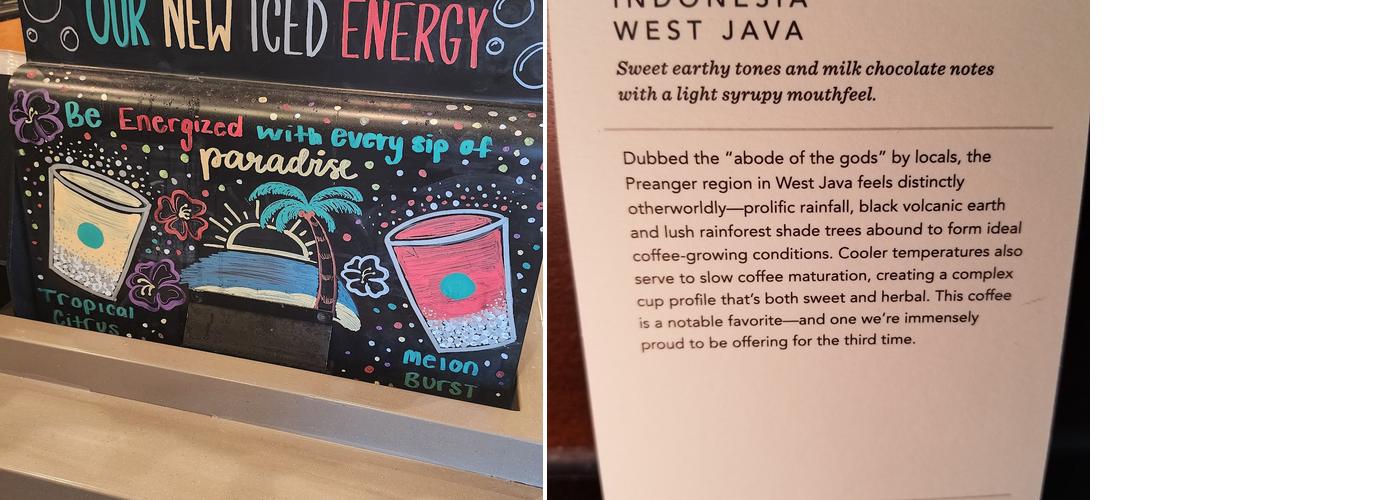 OUR NEW ICED ENERGY
Be Energized with every sip of
paradise
Tropical
Citrus
Melon
Burst
INDONESIA
WEST JAVA
Sweet earthy tones and milk chocolate notes
with a light syrupy mouthfeel.
Dubbed the “abode of the gods” by locals, the
Preanger region in West Java feels distinctly
otherworldly—prolific rainfall, black volcanic earth
and lush rainforest shade trees abound to form ideal
coffee-growing conditions. Cooler temperatures also
serve to slow coffee maturation, creating a complex
cup profile that’s both sweet and herbal. This coffee
is a notable favorite—and one we’re immensely
proud to be offering for the third time.